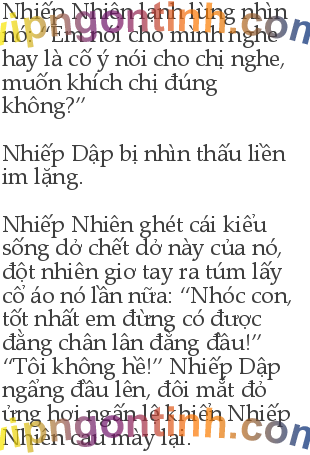 Nhiếp Nhiên lạnh lùng nhìn
nó. “Em nói cho mình nghe
hay là cố ý nói cho chị nghe,
muốn khích chị đúng
không?”
Nhiếp Dập bị nhìn thấu liền
im lặng.
Nhiếp Nhiên ghét cái kiểu
sống dở chết dở này của nó,
đột nhiên giơ tay ra túm lấy
cổ áo nó lần nữa: “Nhóc con,
tốt nhất em đừng có được
đằng chân lân đằng đầu!”
“Tôi không hề!” Nhiếp Dập
ngẩng đầu lên, đôi mắt đỏ
ửng hơi ngấn lệ khiến Nhiếp
Nhiên cau mày lại.
npngontinh.com
npngontinh.com